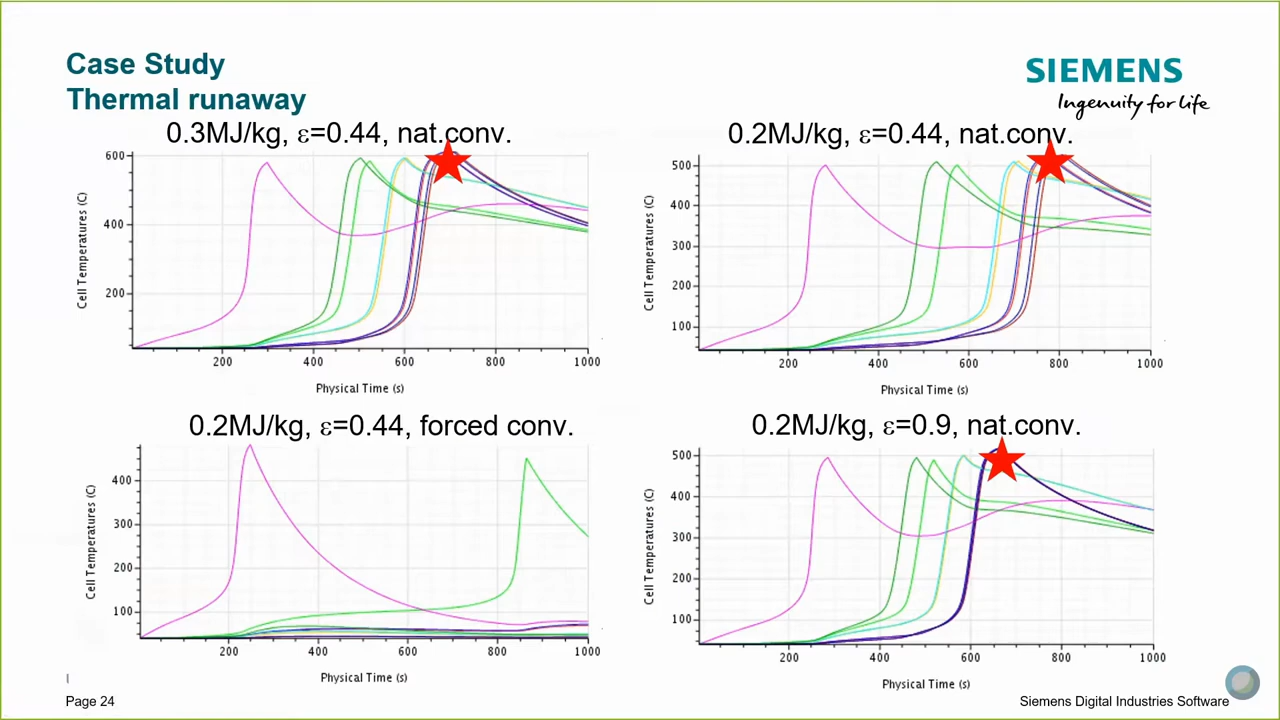 Case Study
Thermal runaway
SIEMENS
Ingenuity for life
0.3MJ/kg, ε=0.44, nat.conv.
600
400
200
Cell Temperatures (C)
200 400 600 800 1000
Physical Time (s)
0.2MJ/kg, ε=0.44, nat.conv.
500
400
300
200
100
Cell Temperatures (C)
200 400 600 800 1000
Physical Time (s)
0.2MJ/kg, ε=0.44, forced conv.
400
300
200
100
Cell Temperatures (C)
200 400 600 800 1000
Physical Time (s)
0.2MJ/kg, ε=0.9, nat.conv.
500
400
300
200
100
Cell Temperatures (C)
200 400 600 800 1000
Physical Time (s)
Page 24
Siemens Digital Industries Software